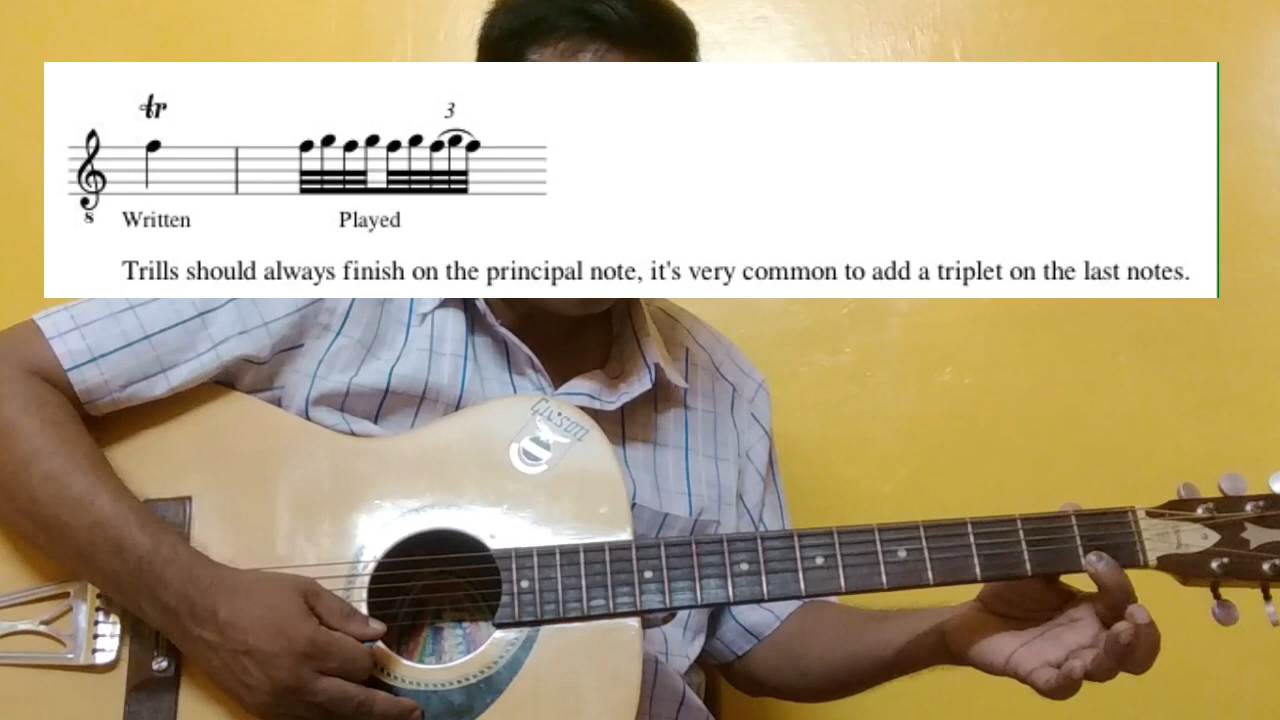 tr
3
8
Written Played
Trills should always finish on the principal note, it's very common to add a triplet on the last notes.
Givson